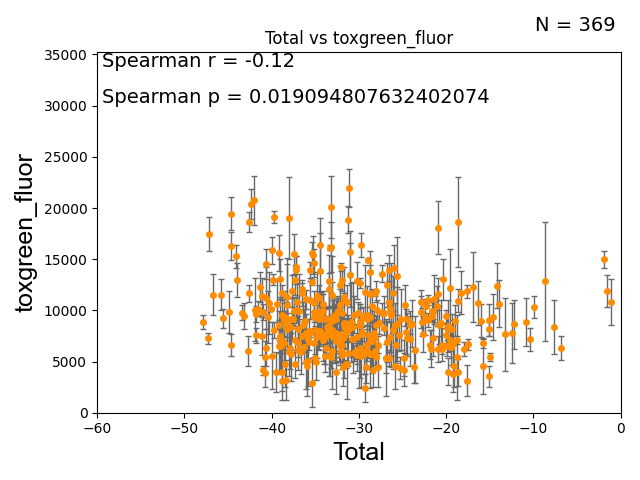 N = 369
Total vs toxgreen_fluor
Spearman r = -0.12
Spearman p = 0.019094807632402074
35000
30000
25000
20000
15000
10000
5000
0
toxgreen_fluor
−60 −50 −40 −30 −20 −10 0
Total